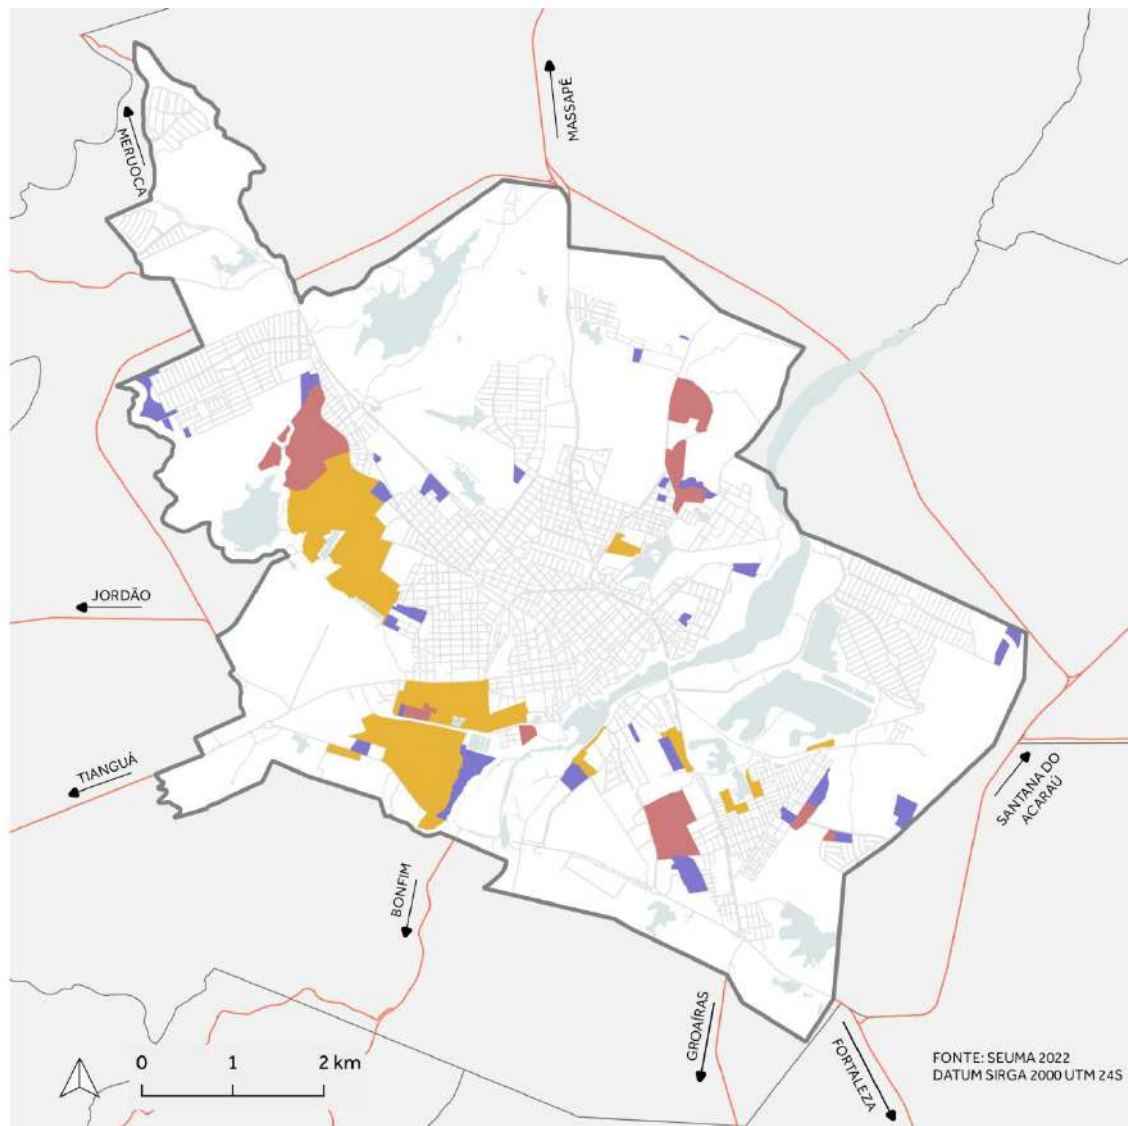 MASSAPÊ
MERUOCA
JORDÃO
TIANGUÁ
SANTANA DO
ACARAÚ
BONFIM
GROAÍRAS
FORTALEZA
0 1 2 km
FONTE: SEUMA 2022
DATUM SIRGA 2000 UTM 24S